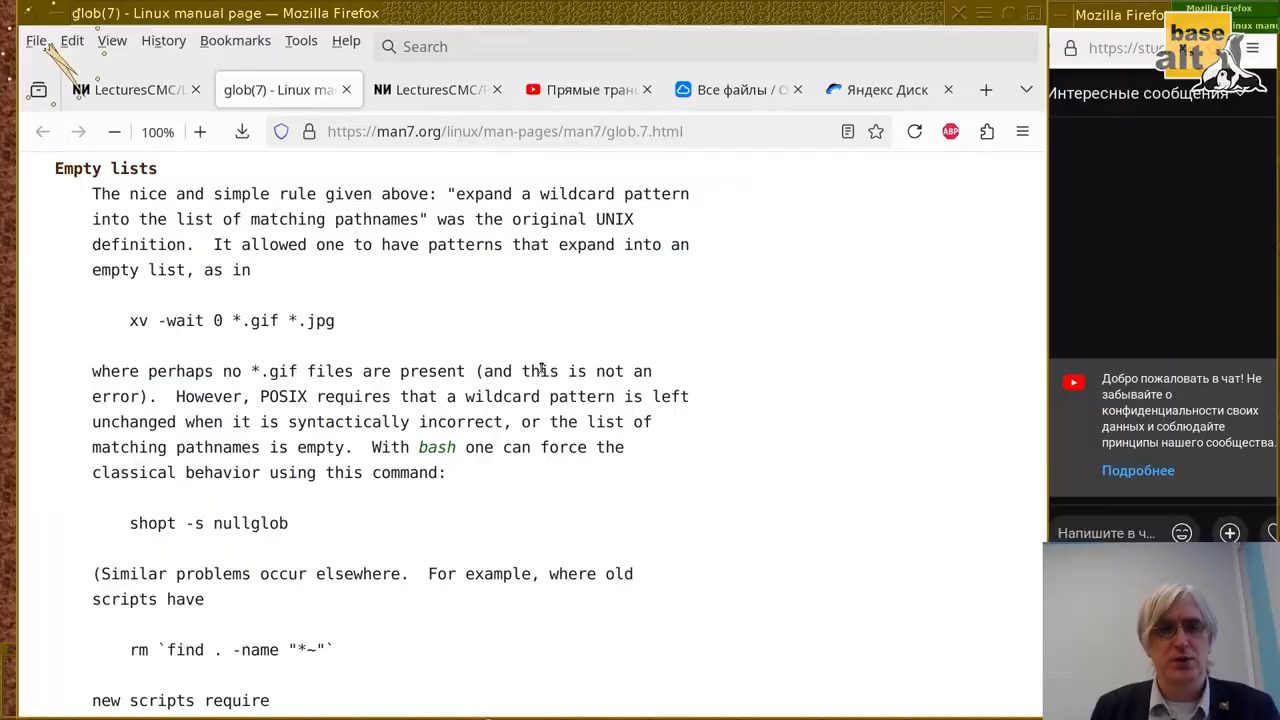 glob(7) - Linux manual page — Mozilla Firefox
Mozilla Firefox
File Edit View History Bookmarks Tools Help
Search
base
alt
https://stu
Интересные сообщения
LecturesCMC/L
glob(7) - Linux ma
LecturesCMC/
Прямые тран
Все файлы / О
Яндекс Диск
100%
https://man7.org/linux/man-pages/man7/glob.7.html
ABP
Empty lists
The nice and simple rule given above: "expand a wildcard pattern
into the list of matching pathnames" was the original UNIX
definition. It allowed one to have patterns that expand into an
empty list, as in
xv -wait 0 *.gif *.jpg
where perhaps no *.gif files are present (and this is not an
error). However, POSIX requires that a wildcard pattern is left
unchanged when it is syntactically incorrect, or the list of
matching pathnames is empty. With bash one can force the
classical behavior using this command:
shopt -s nullglob
(Similar problems occur elsewhere. For example, where old
scripts have
rm `find . -name "*~"`
new scripts require
Добро пожаловать в чат! Не
забывайте о
конфиденциальности своих
данных и соблюдайте
принципы нашего сообщества.
Подробнее
Напишите в ч...